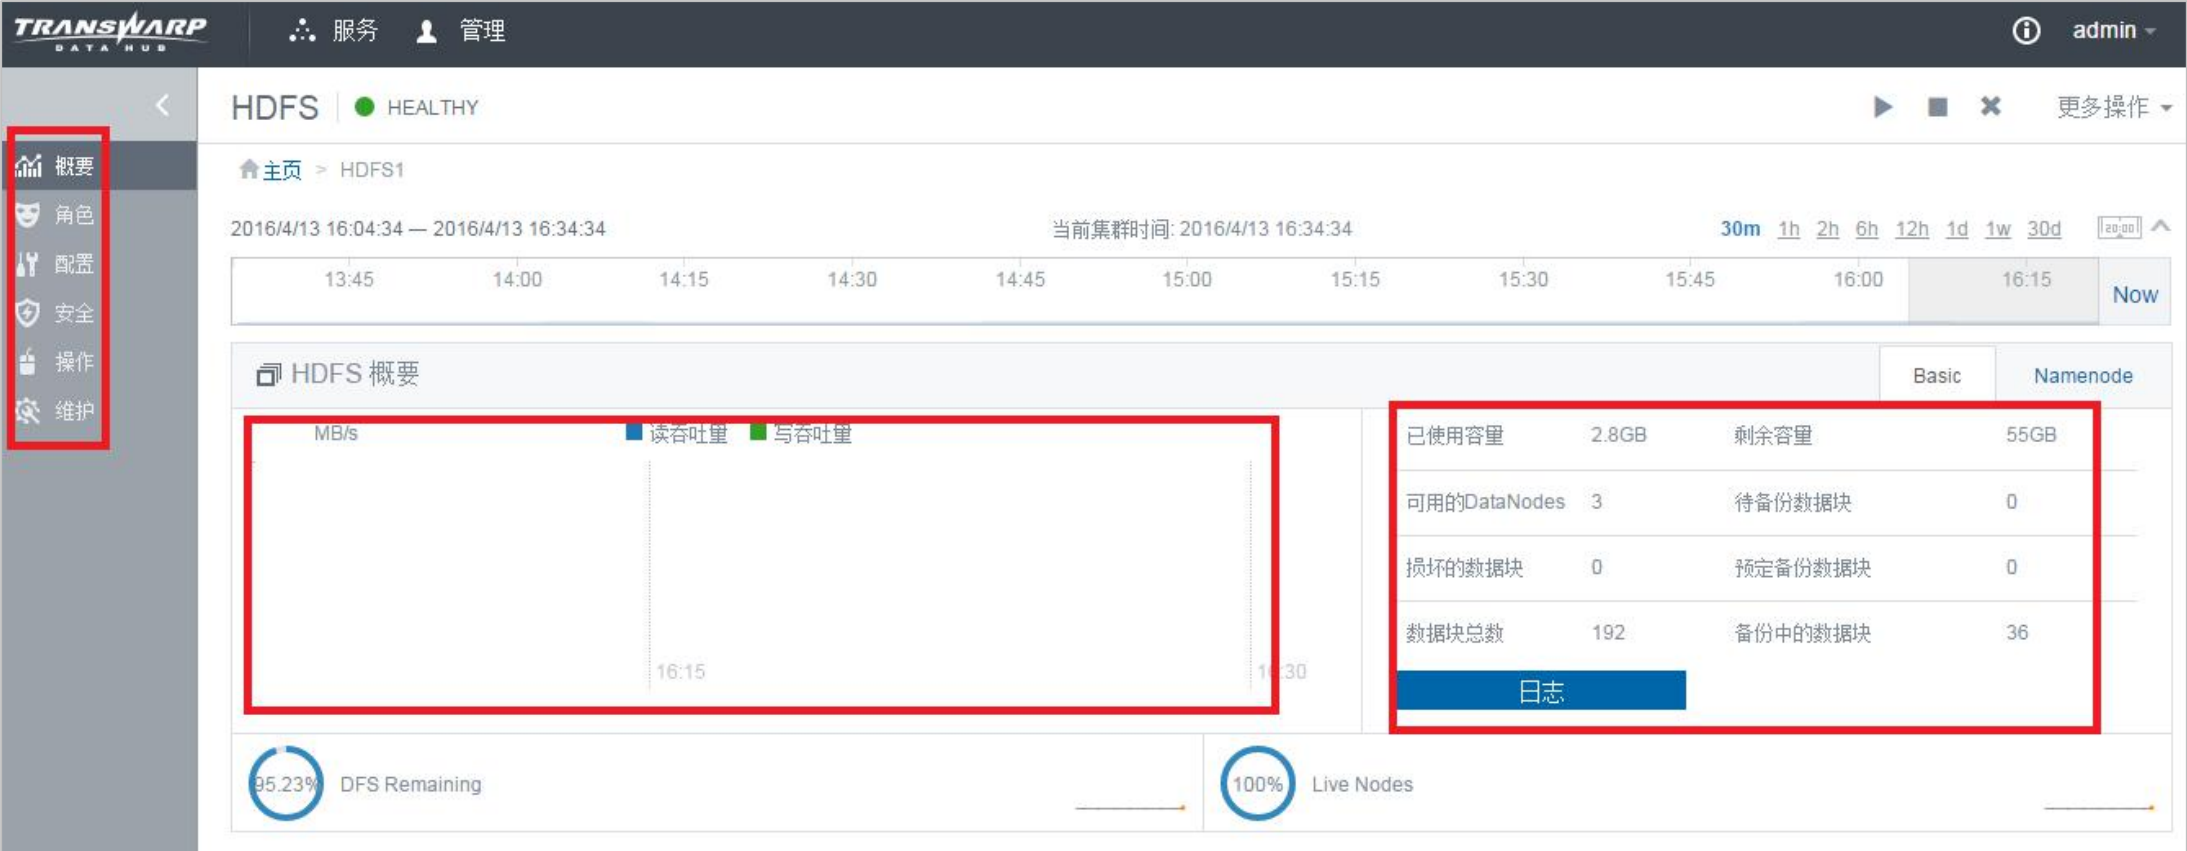 TRANSWARP
DATA HUB
服务
管理
admin
HDFS
HEALTHY
更多操作
概要
角色
配置
安全
操作
维护
主页 > HDFS1
2016/4/13 16:04:34 — 2016/4/13 16:34:34
当前集群时间: 2016/4/13 16:34:34
30m 1h 2h 6h 12h 1d 1w 30d
13:45 14:00 14:15 14:30 14:45 15:00 15:15 15:30 15:45 16:00 16:15
Now
HDFS 概要
Basic
Namenode
MB/s
读吞吐量 写吞吐量
16:15
16:30
已使用容量 2.8GB 剩余容量 55GB
可用的DataNodes 3 待备份数据块 0
损坏的数据块 0 预定备份数据块 0
数据块总数 192 备份中的数据块 36
日志
95.23% DFS Remaining
100% Live Nodes